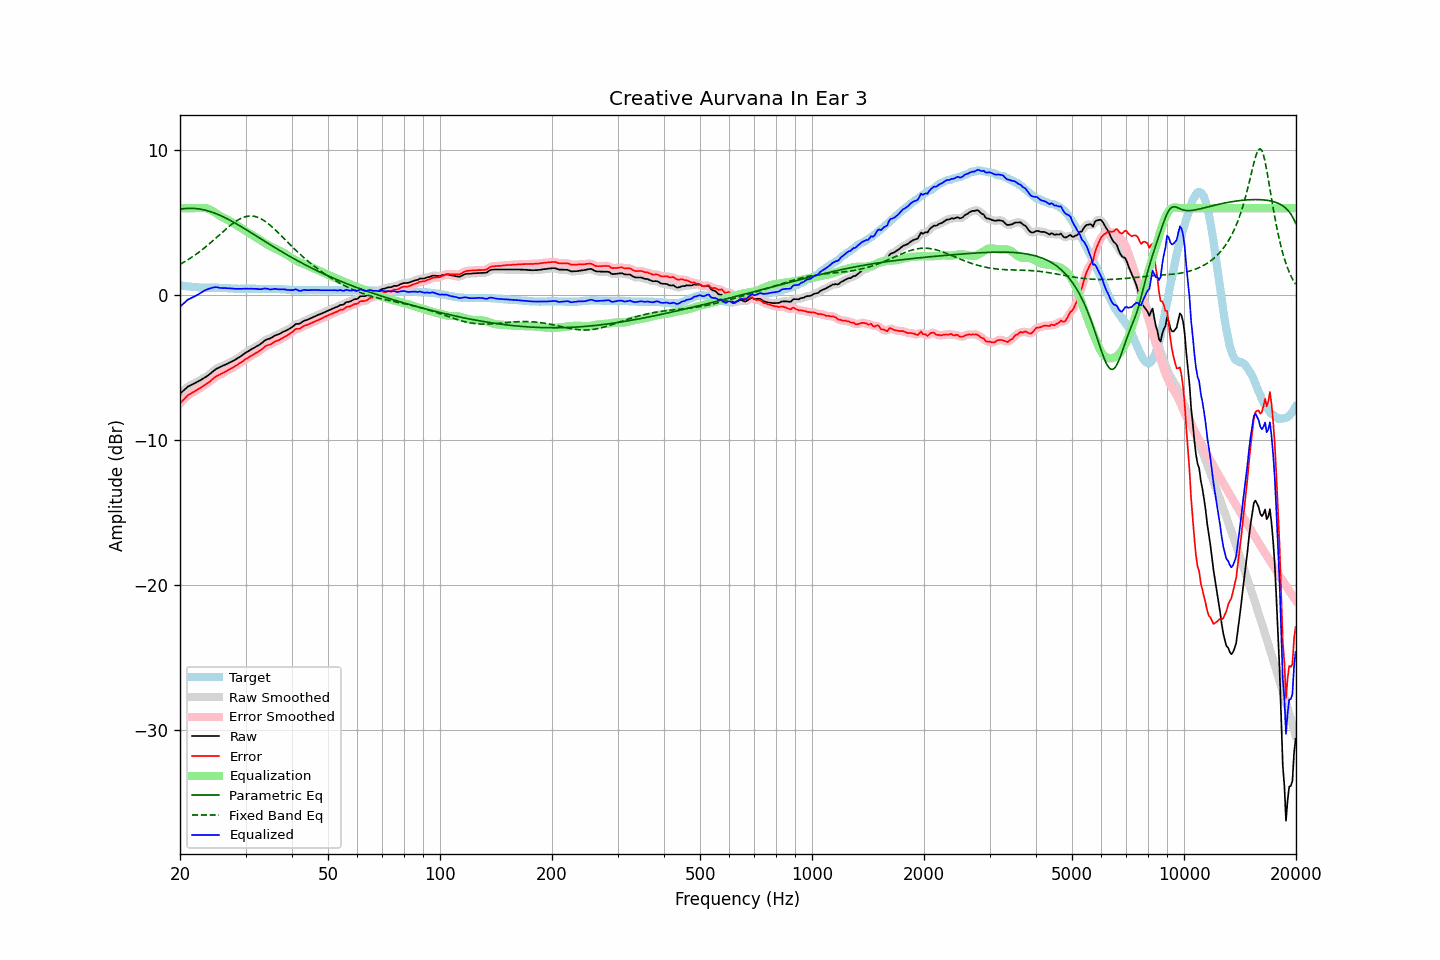 Creative Aurvana In Ear 3
10
0
−10
−20
−30
Amplitude (dBr)
Target
Raw Smoothed
Error Smoothed
Raw
Error
Equalization
Parametric Eq
Fixed Band Eq
Equalized
20 50 100 200 500 1000 2000 5000 10000 20000
Frequency (Hz)